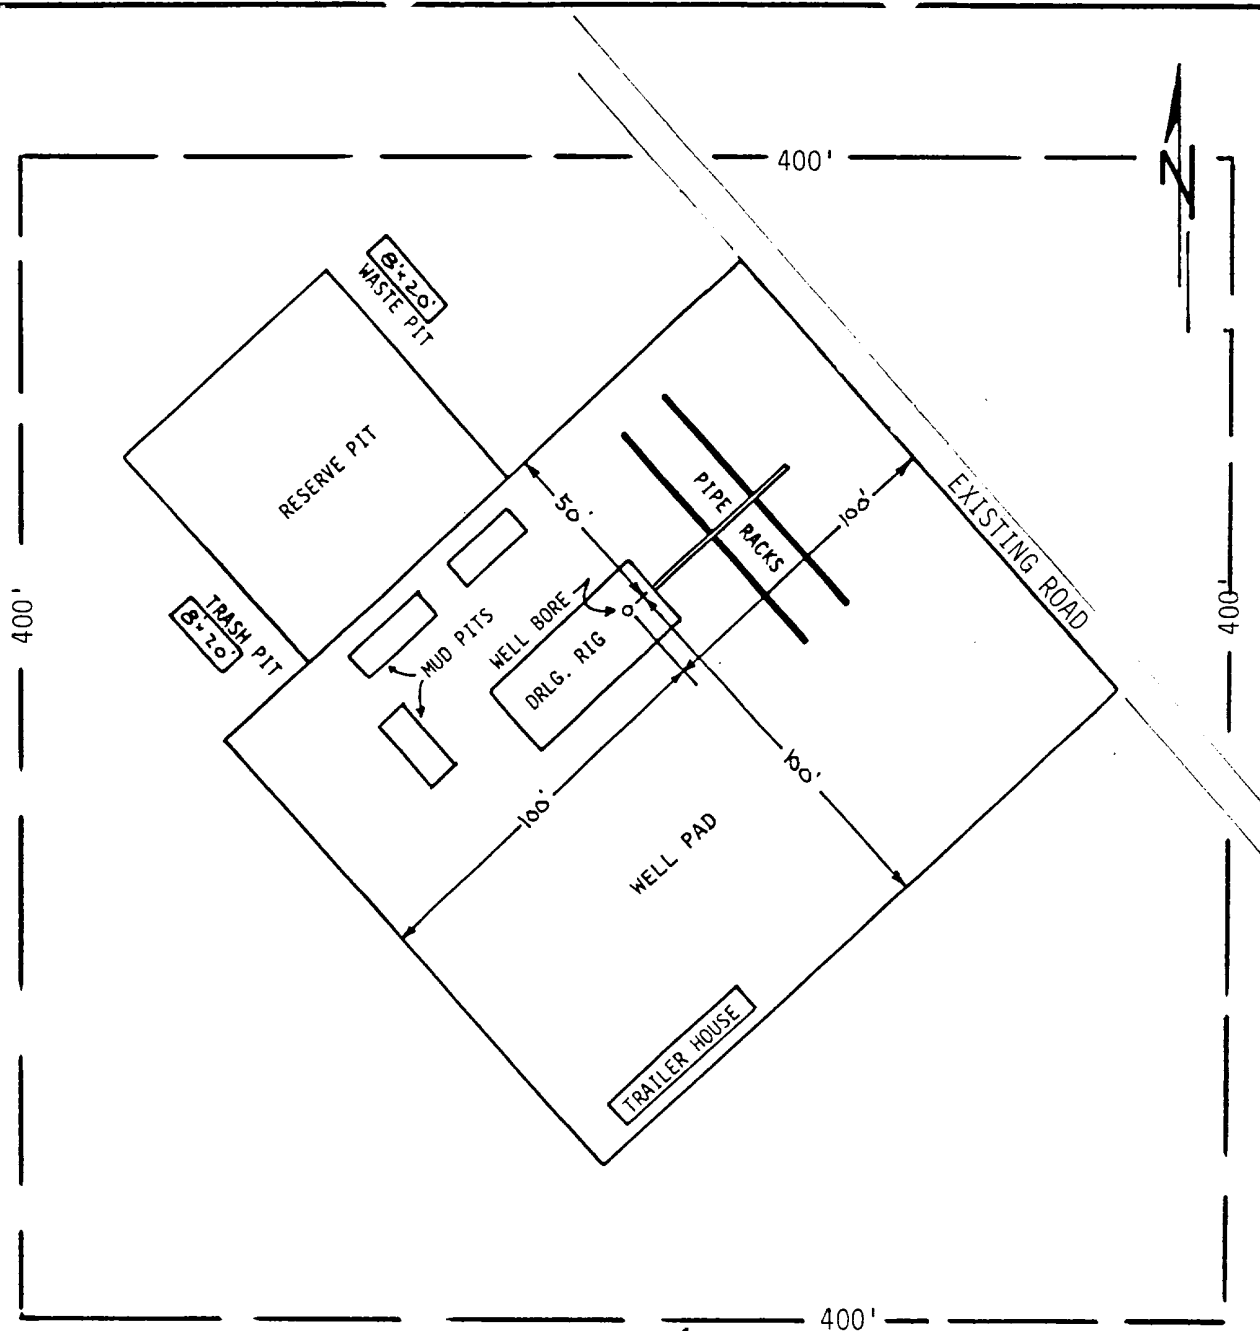 400'
N
8'x20'
WASTE PIT
RESERVE PIT
PIPE RACKS
50'
100'
EXISTING ROAD
400'
400'
TRASH PIT
8'x20'
WELL BORE
MUD PITS
DRLG. RIG
100'
100'
WELL PAD
TRAILER HOUSE
400'